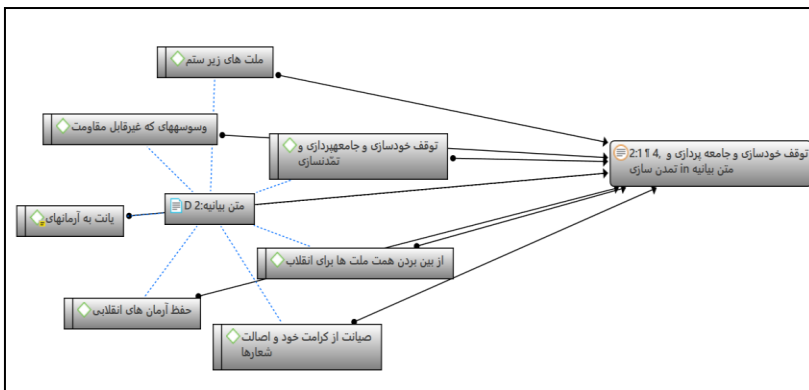 ملت های زیر ستم
وسوسههای که غیرقابل مقاومت
توقف خودسازی و جامعهپردازی و
تمّدنسازی
2:1 ¶ 4, توقف خودسازی و جامعه پردازی و
تمدن سازی in متن بیانیه
D 2: متن بیانیه
یانت به آرمانهای
از بین بردن همت ملت ها برای انقلاب
حفظ آرمان های انقلابی
صیانت از کرامت خود و اصالت
شعارها